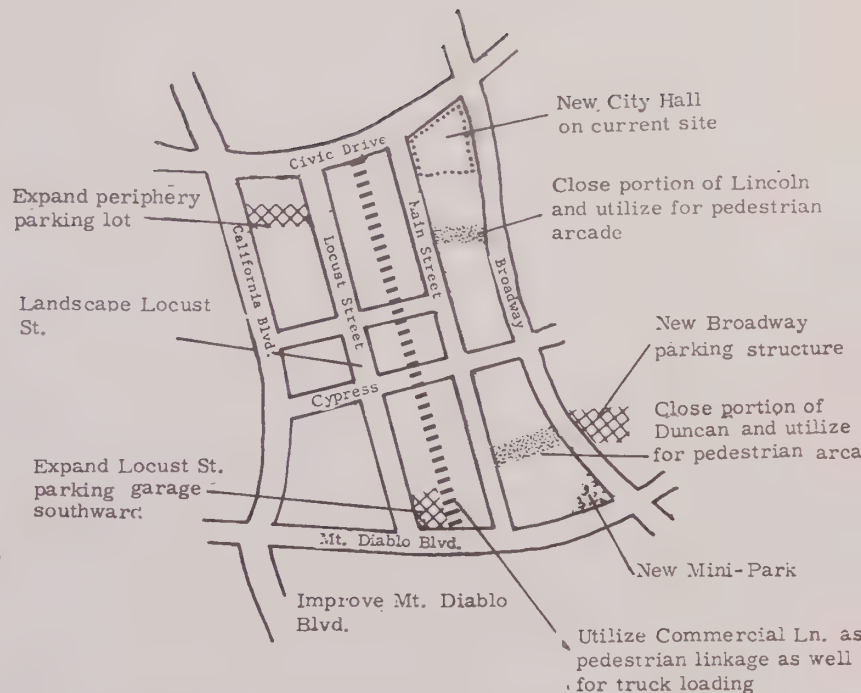 New City Hall
on current site
Civic Drive
Expand periphery
parking lot
Close portion of Lincoln
and utilize for pedestrian
arcade
Main Street
Locust Street
California Blvd.
Broadway
Landscape Locust
St.
New Broadway
parking structure
Cypress
Close portion of
Duncan and utilize
for pedestrian arca
Expand Locust St.
parking garage
southward
Mt. Diablo Blvd.
New Mini-Park
Improve Mt. Diablo
Blvd.
Utilize Commercial Ln. as
pedestrian linkage as well
for truck loading